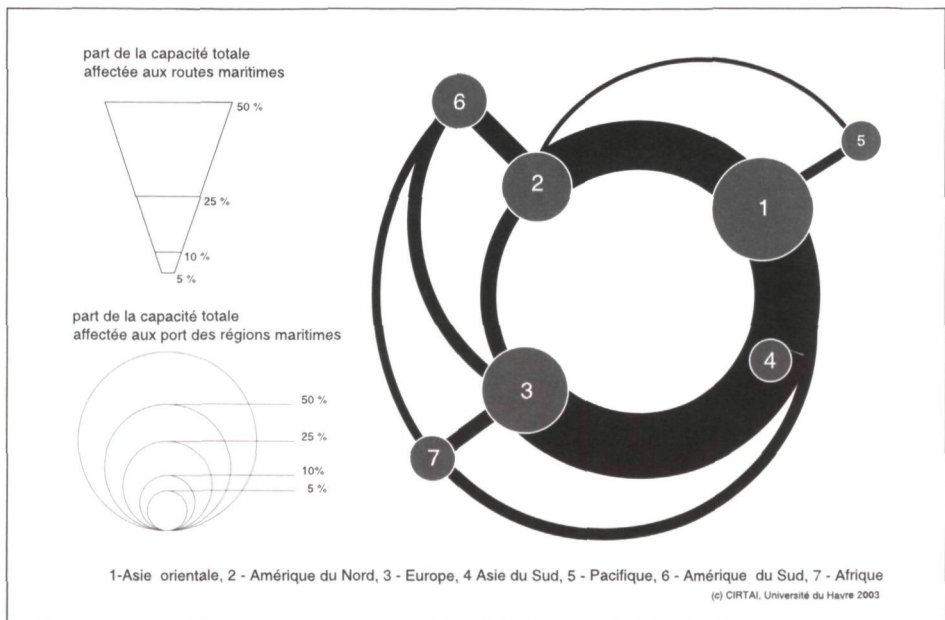 part de la capacité totale
affectée aux routes maritimes
50 %
25 %
10 %
5 %
part de la capacité totale
affectée aux port des régions maritimes
50 %
25 %
10%
5 %
6
5
2
1
4
3
7
1-Asie orientale, 2 - Amérique du Nord, 3 - Europe, 4 Asie du Sud, 5 - Pacifique, 6 - Amérique du Sud, 7 - Afrique
(c) CIRTAI, Université du Havre 2003